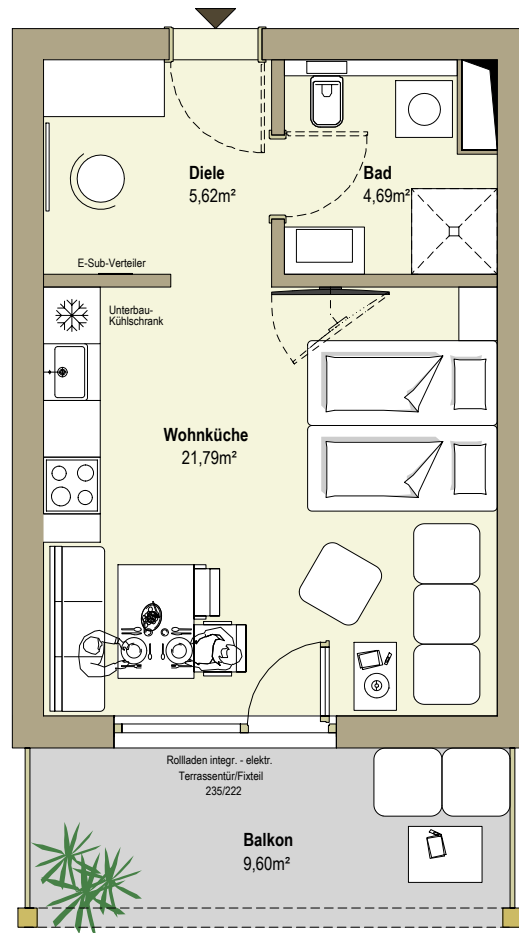 Diele
5,62m²
Bad
4,69m²
E-Sub-Verteiler
Unterbau-
Kühlschrank
Wohnküche
21,79m²
Rollladen integr. - elektr.
Terrassentür/Fixteil
235/222
Balkon
9,60m²